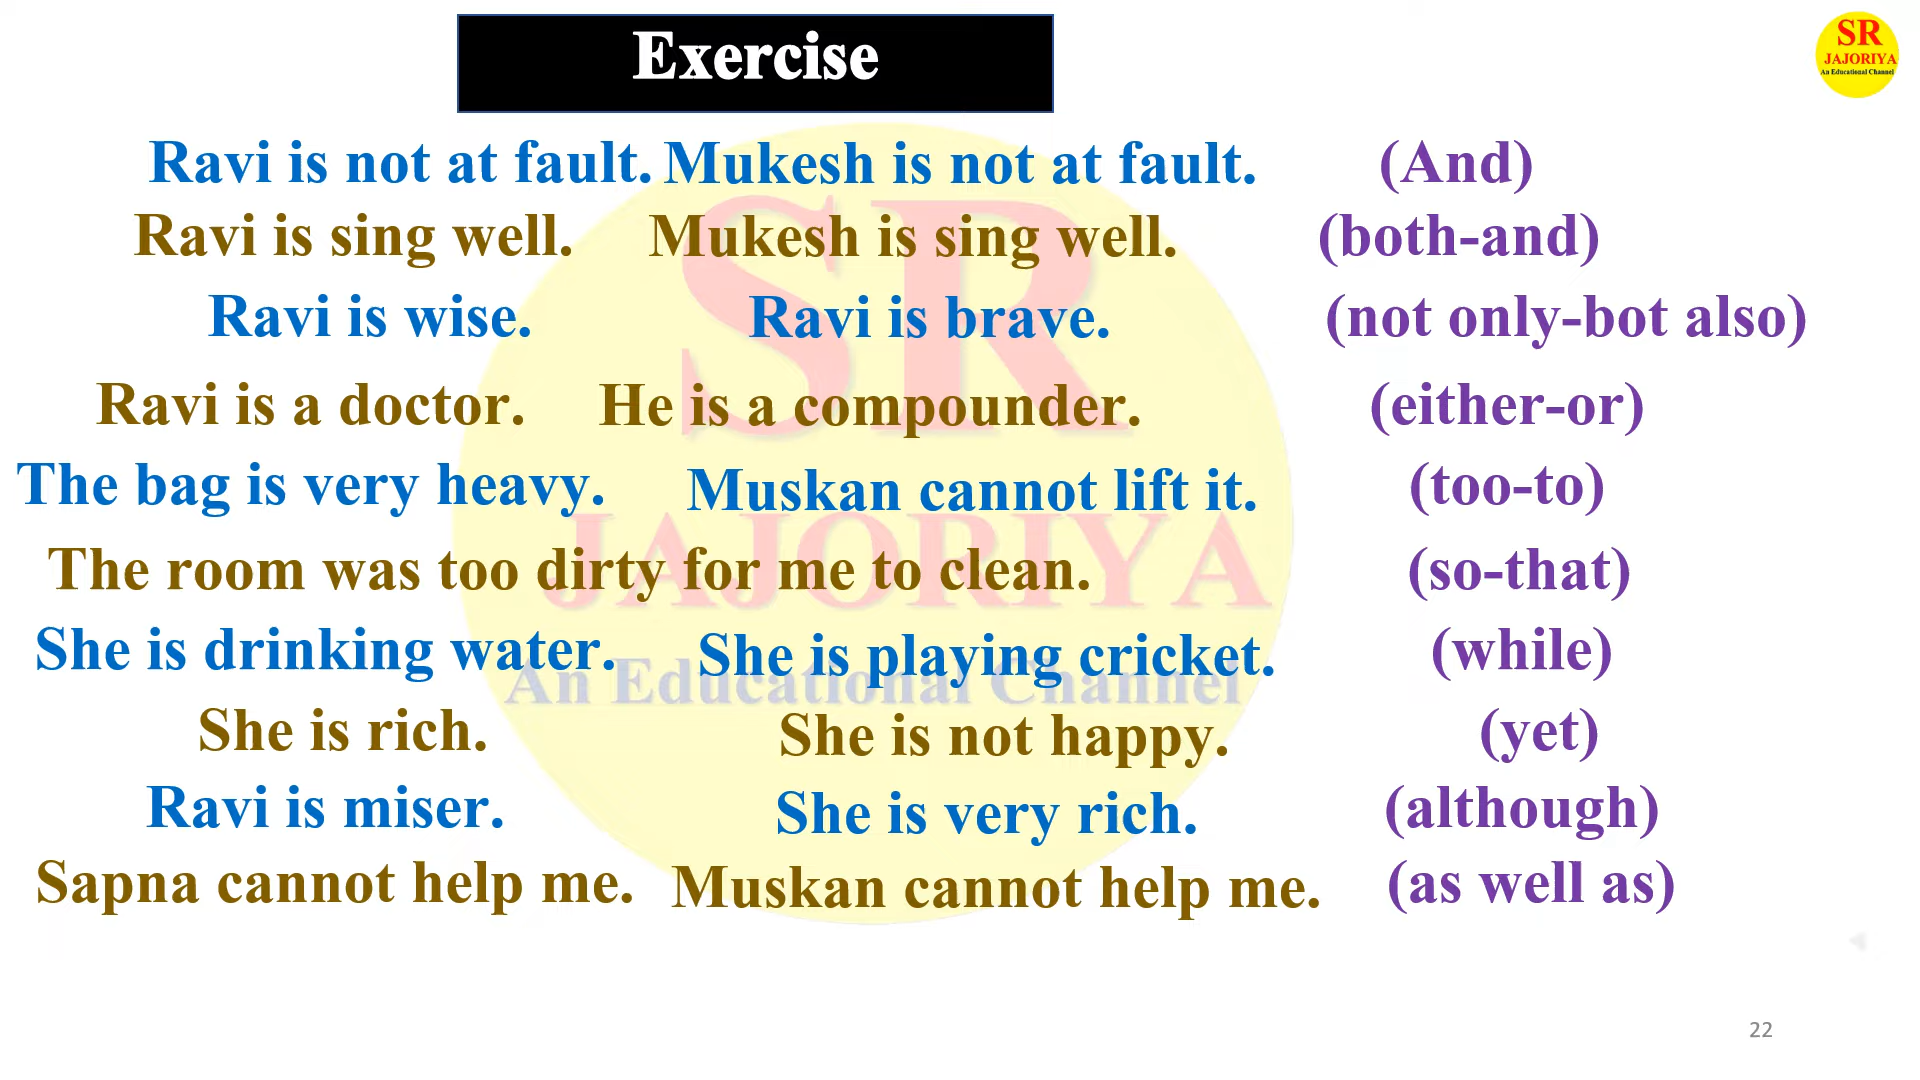 Exercise
SR
JAJORIYA
An Educational Channel
Ravi is not at fault. Mukesh is not at fault. (And)
Ravi is sing well. Mukesh is sing well. (both-and)
Ravi is wise. Ravi is brave. (not only-bot also)
Ravi is a doctor. He is a compounder. (either-or)
The bag is very heavy. Muskan cannot lift it. (too-to)
The room was too dirty for me to clean. (so-that)
She is drinking water. She is playing cricket. (while)
She is rich. She is not happy. (yet)
Ravi is miser. She is very rich. (although)
Sapna cannot help me. Muskan cannot help me. (as well as)
SR
JAJORIYA
An Educational Channel
22